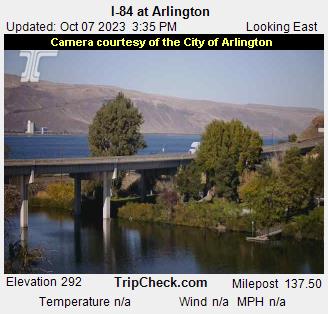 I-84 at Arlington
Updated: Oct 07 2023 3:35 PM Looking East
Camera courtesy of the City of Arlington
Elevation 292 TripCheck.com Milepost 137.50
Temperature n/a Wind n/a MPH n/a